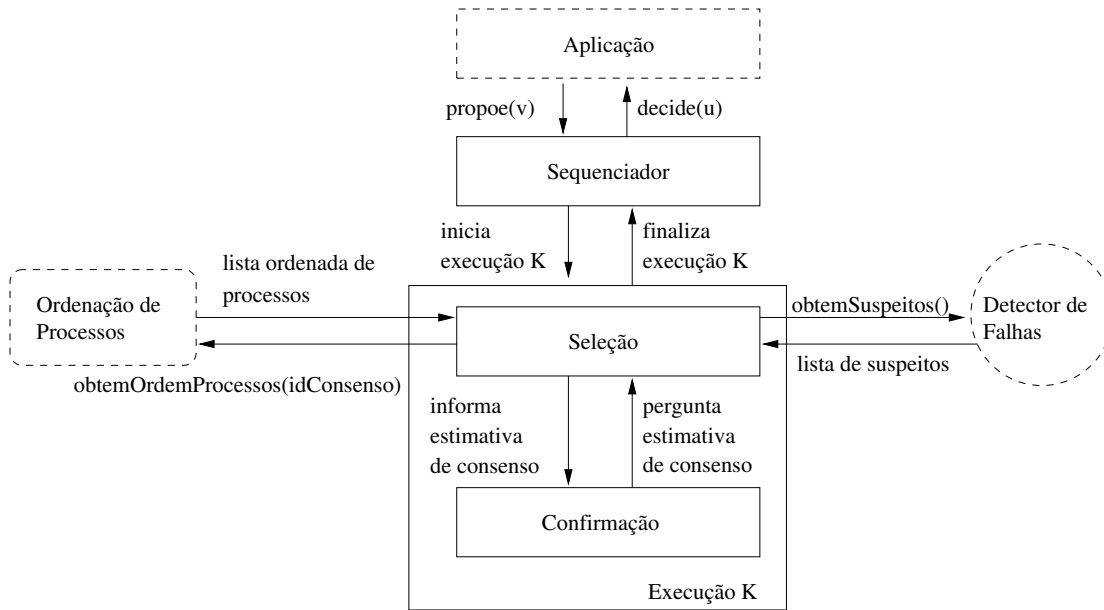 Aplicação
propoe(v)
decide(u)
Sequenciador
inicia
execução K
finaliza
execução K
lista ordenada de
processos
Ordenação de
Processos
obtemOrdemProcessos(idConsenso)
Seleção
obtemSuspeitos()
lista de suspeitos
Detector de
Falhas
informa
estimativa
de consenso
pergunta
estimativa
de consenso
Confirmação
Execução K